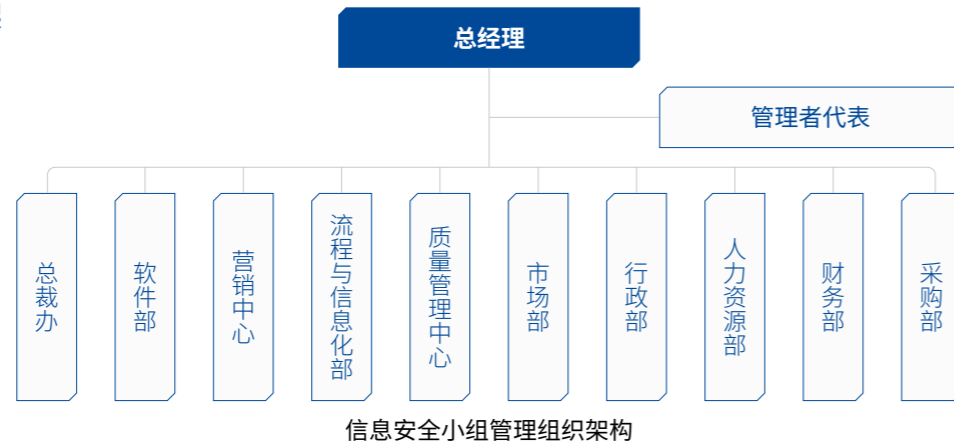 总经理
管理者代表
总裁办
软件部
营销中心
流程与信息化部
质量管理中心
市场部
行政部
人力资源部
财务部
采购部
信息安全小组管理组织架构